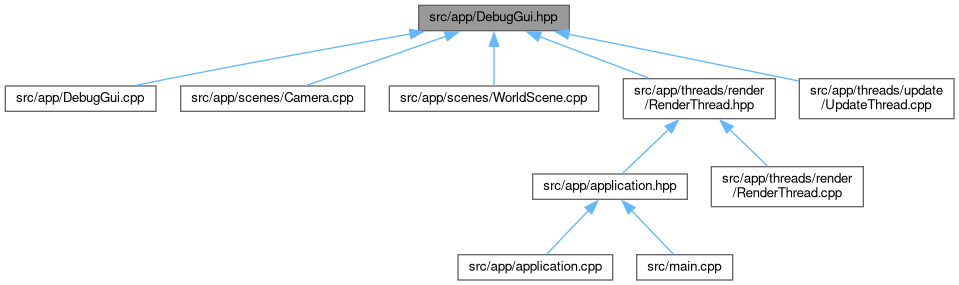 src/app/DebugGui.hpp
src/app/DebugGui.cpp
src/app/scenes/Camera.cpp
src/app/scenes/WorldScene.cpp
src/app/threads/render
/RenderThread.hpp
src/app/threads/update
/UpdateThread.cpp
src/app/application.hpp
src/app/threads/render
/RenderThread.cpp
src/app/application.cpp
src/main.cpp